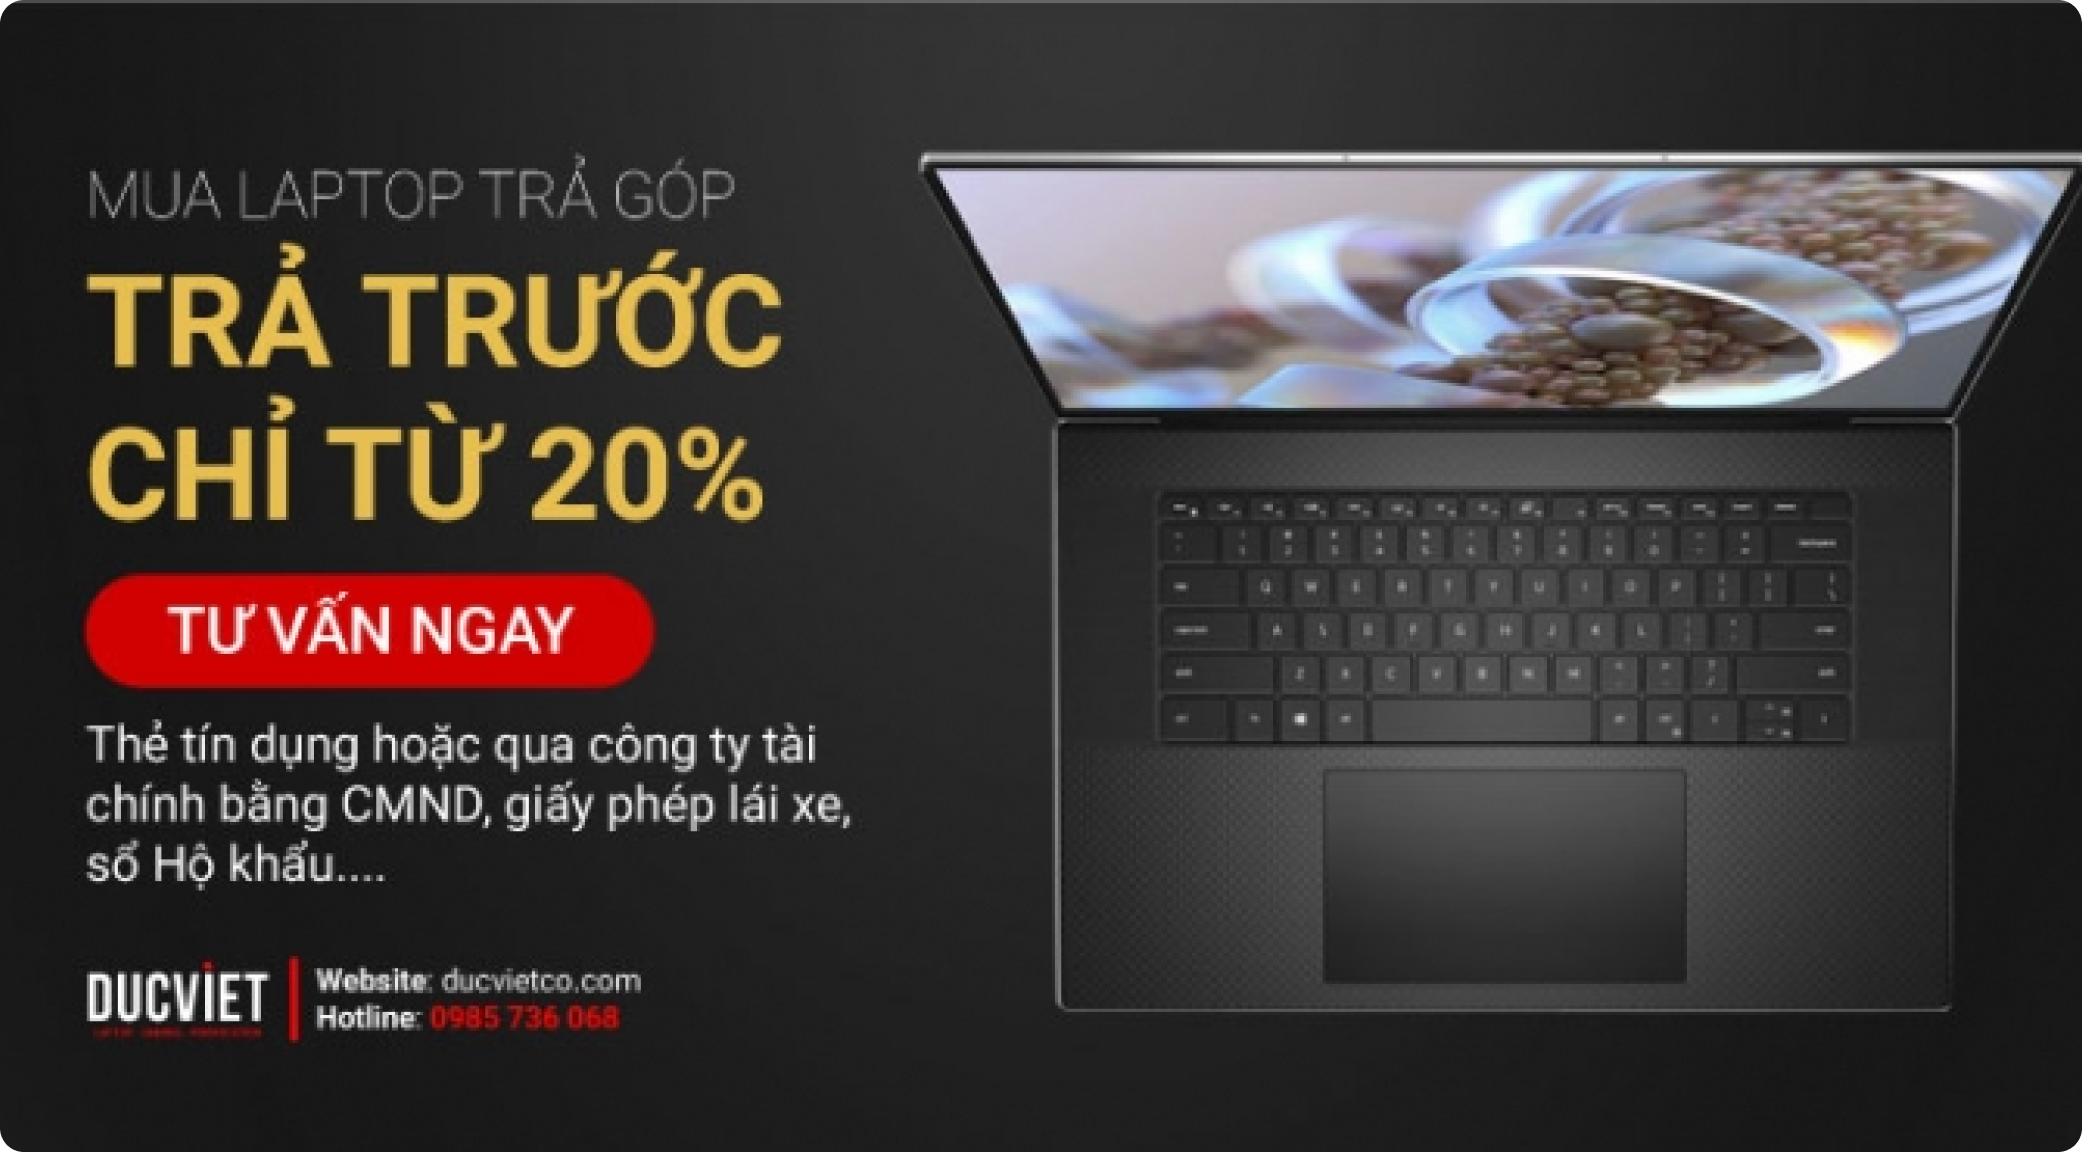 MUA LAPTOP TRẢ GÓP
TRẢ TRƯỚC
CHỈ TỪ 20%
TƯ VẤN NGAY
Thẻ tín dụng hoặc qua công ty tài
chính bằng CMND, giấy phép lái xe,
sổ Hộ khẩu....
DUCVIET
Website: ducvietco.com
Hotline: 0985 736 068